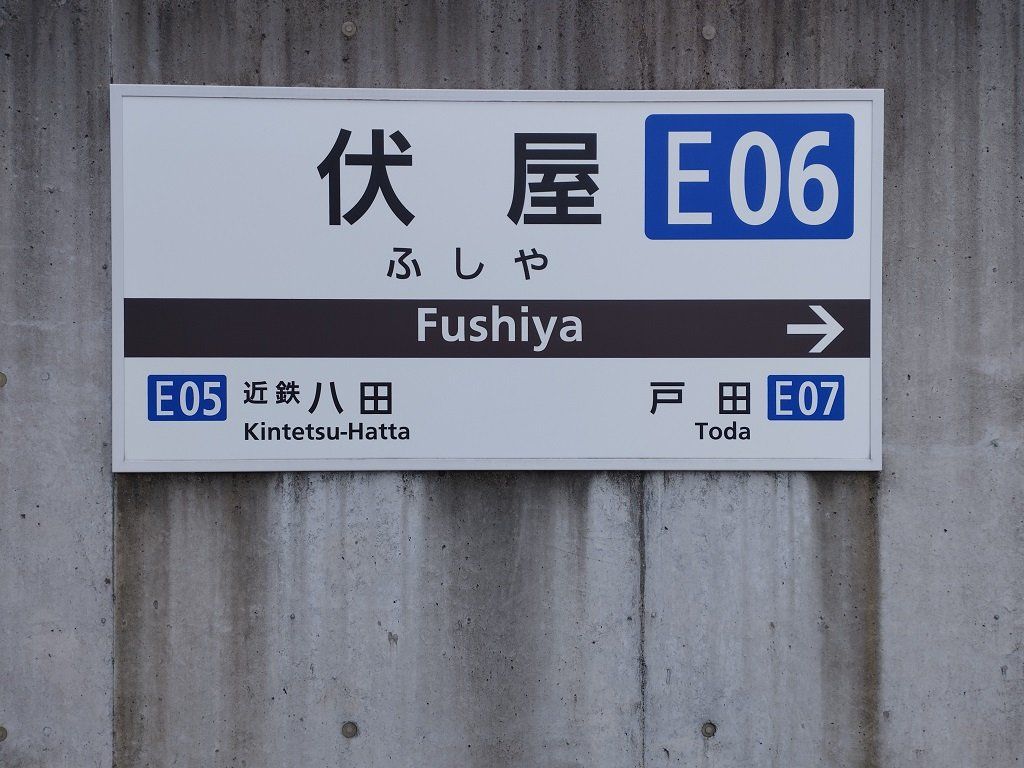 伏屋 E06
ふしや
Fushiya →
E05 近鉄八田 戸田 E07
Kintetsu-Hatta Toda